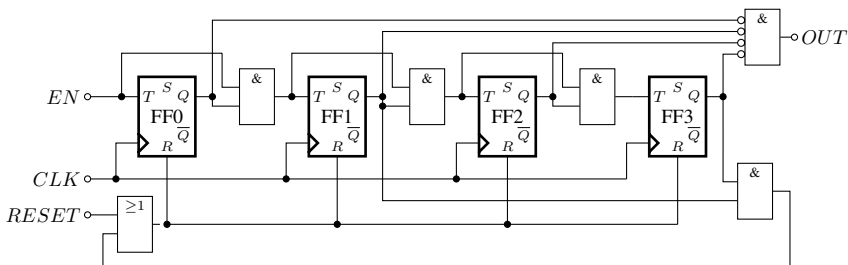 &
OUT
& & &
EN
T S Q FF0 Q R
T S Q FF1 Q R
T S Q FF2 Q R
T S Q FF3 Q R
CLK
&
RESET
≥1